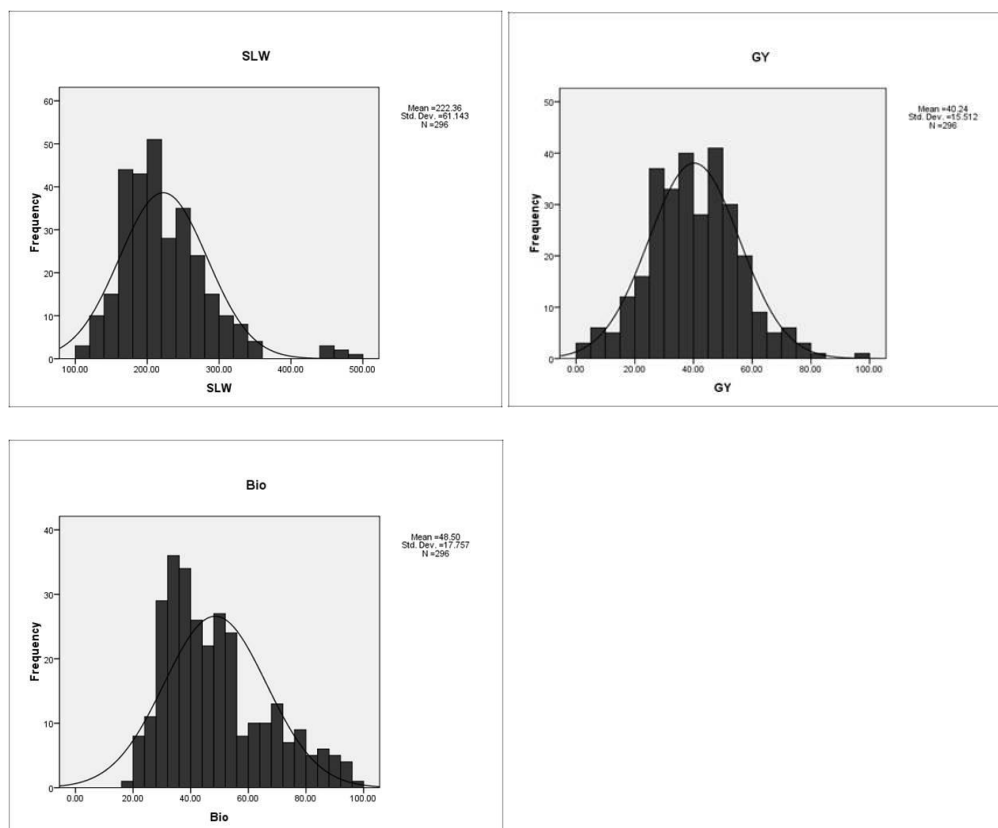 SLW
Mean =222.36
Std. Dev. =61.143
N =296
60
50
40
30
20
10
0
Frequency
100.00 200.00 300.00 400.00 500.00
SLW
GY
Mean =40.24
Std. Dev. =15.512
N =296
50
40
30
20
10
0
Frequency
0.00 20.00 40.00 60.00 80.00 100.00
GY
Bio
Mean =48.50
Std. Dev. =17.757
N =296
40
30
20
10
0
Frequency
0.00 20.00 40.00 60.00 80.00 100.00
Bio